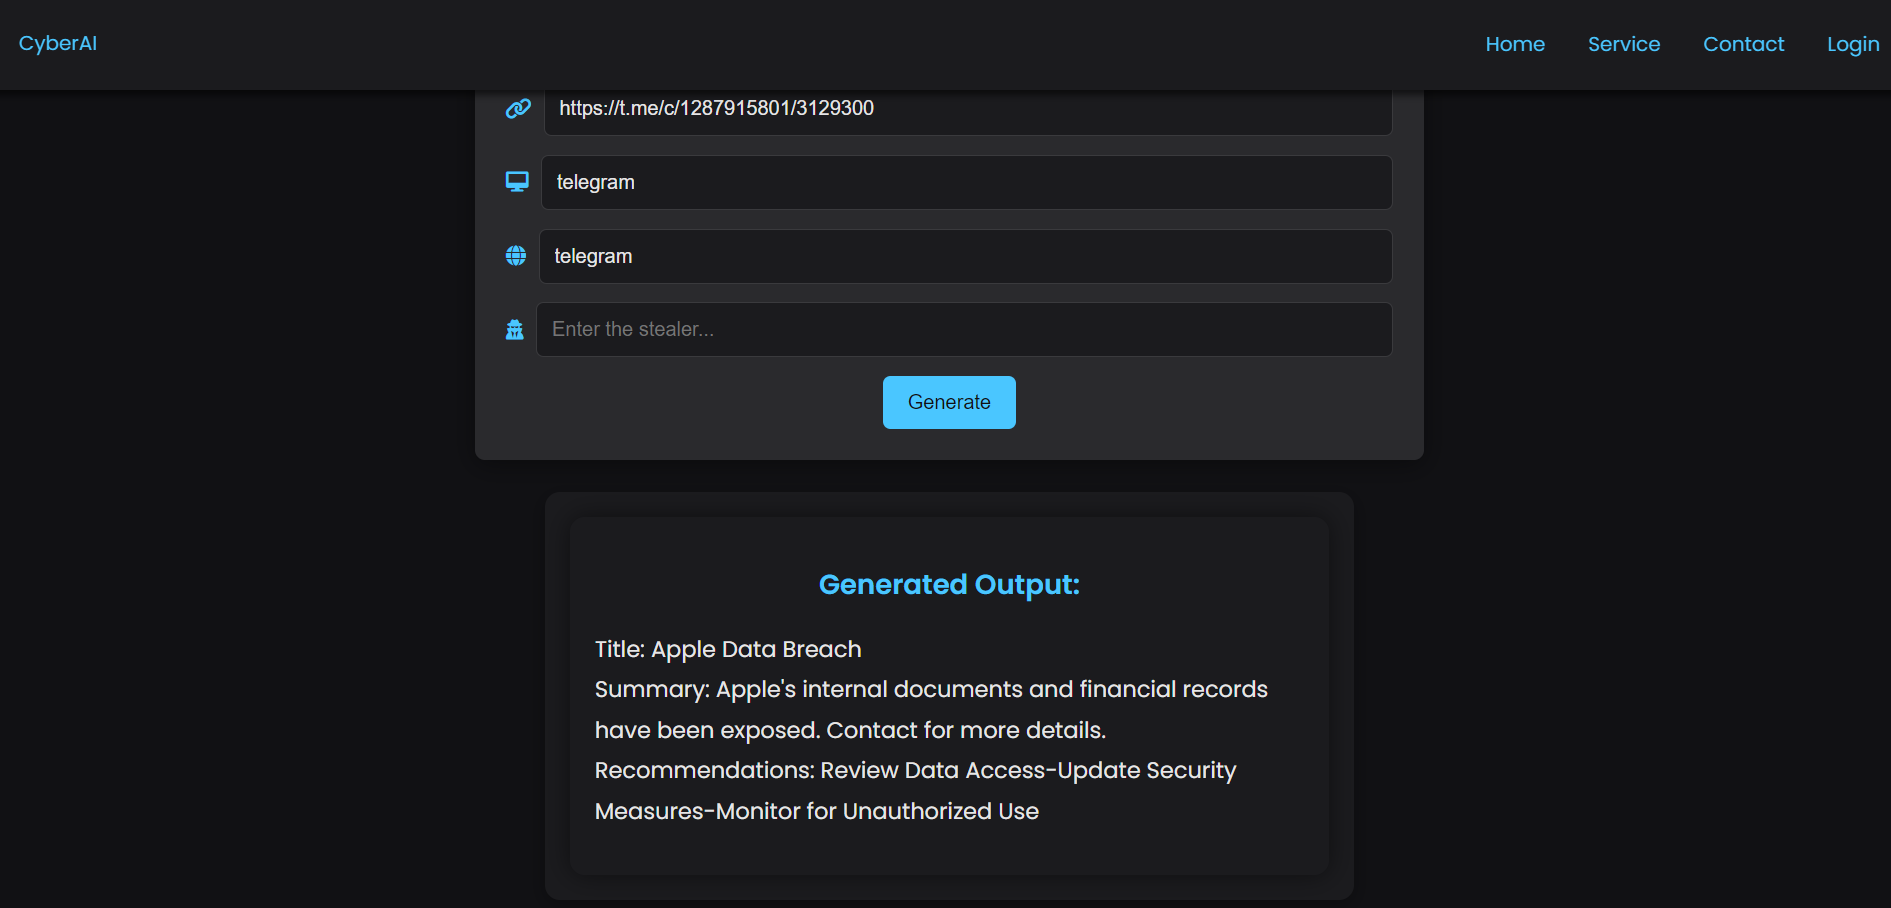 CyberAI
Home
Service
Contact
Login
https://t.me/c/1287915801/3129300
telegram
telegram
Enter the stealer...
Generate
Generated Output:
Title: Apple Data Breach
Summary: Apple's internal documents and financial records
have been exposed. Contact for more details.
Recommendations: Review Data Access-Update Security
Measures-Monitor for Unauthorized Use